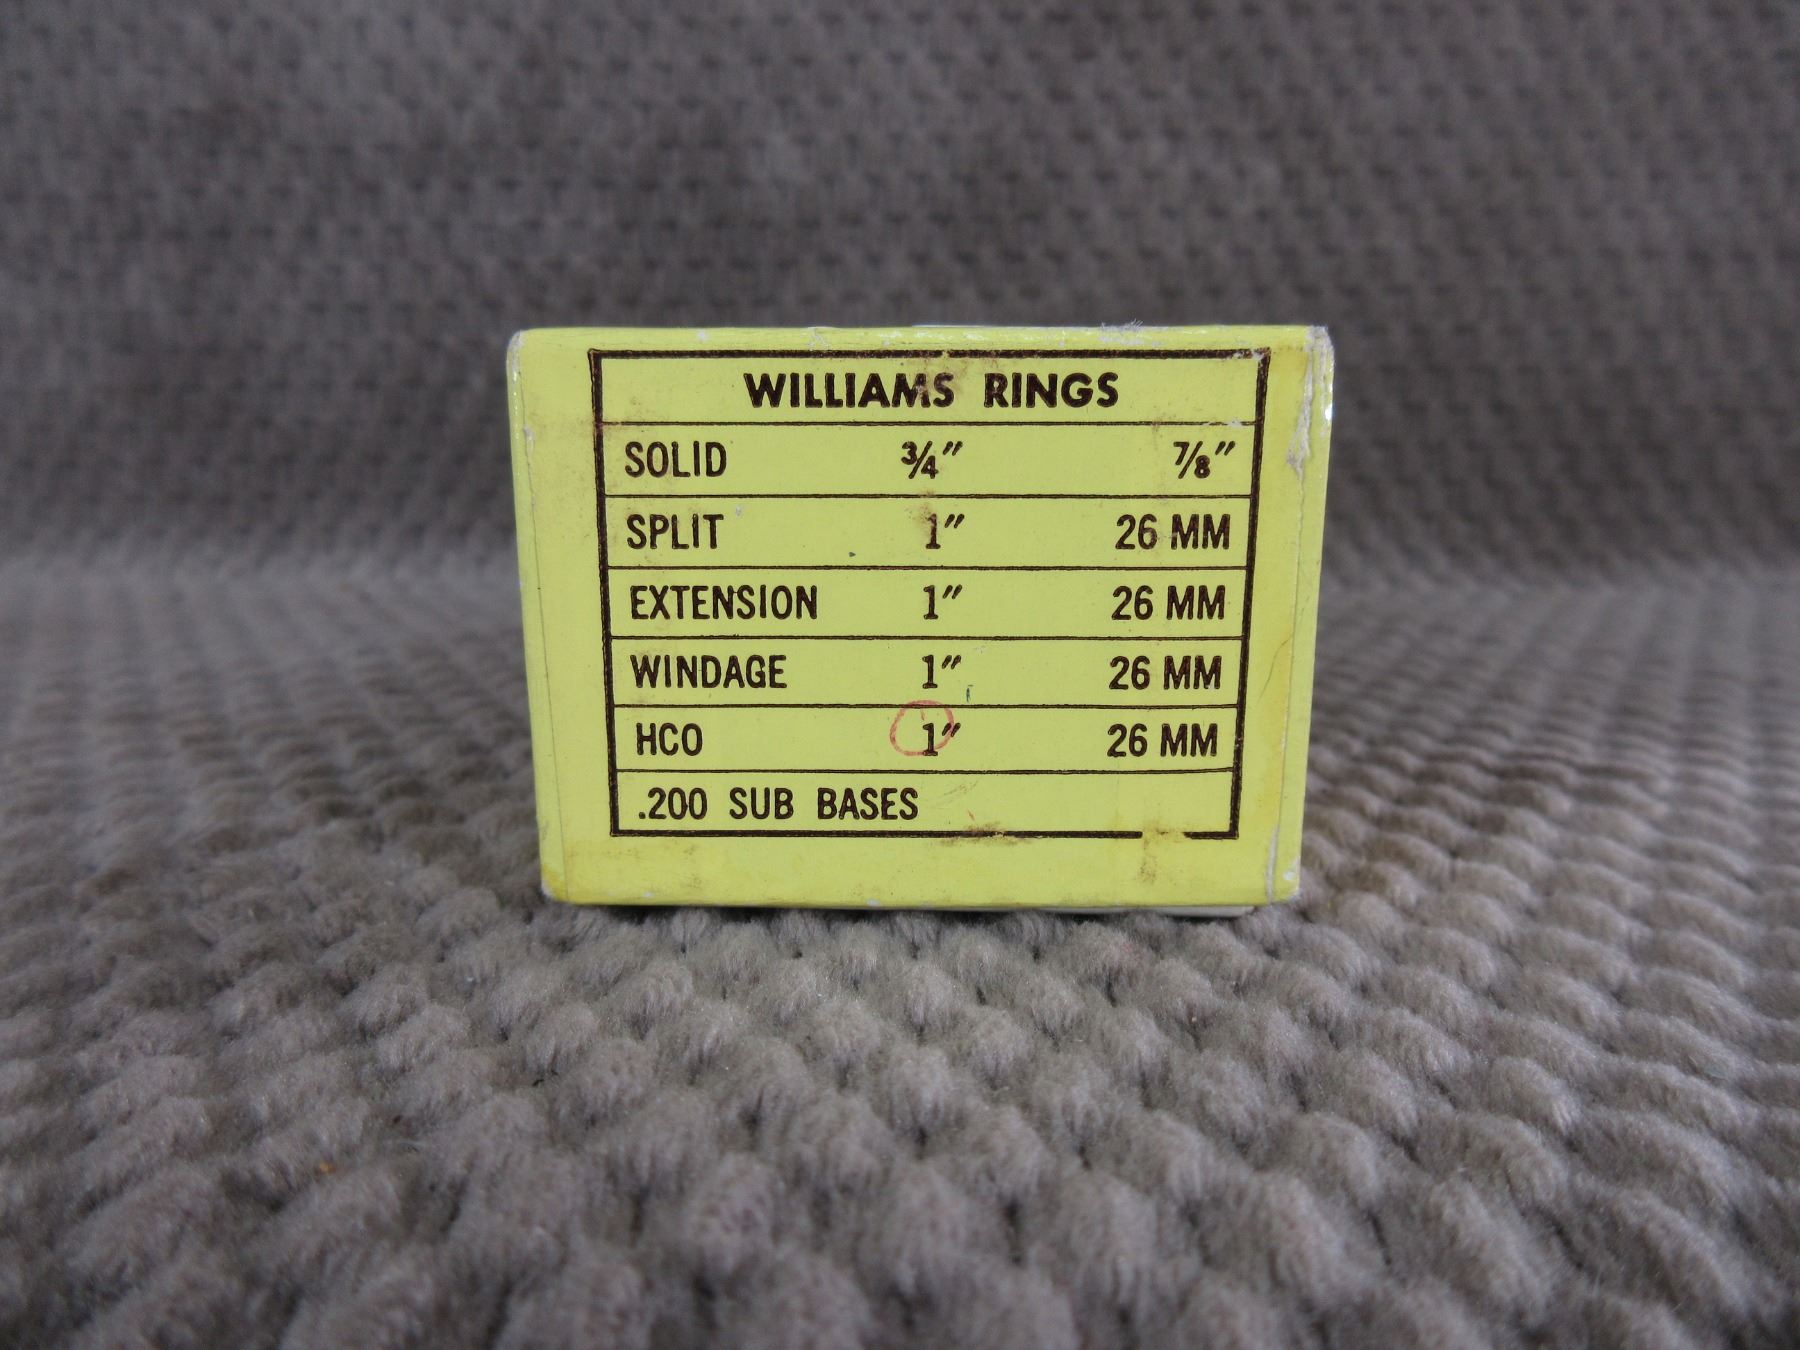 WILLIAMS RINGS
SOLID 3/4" 7/8"
SPLIT 1" 26 MM
EXTENSION 1" 26 MM
WINDAGE 1" 26 MM
HCO 1" 26 MM
.200 SUB BASES